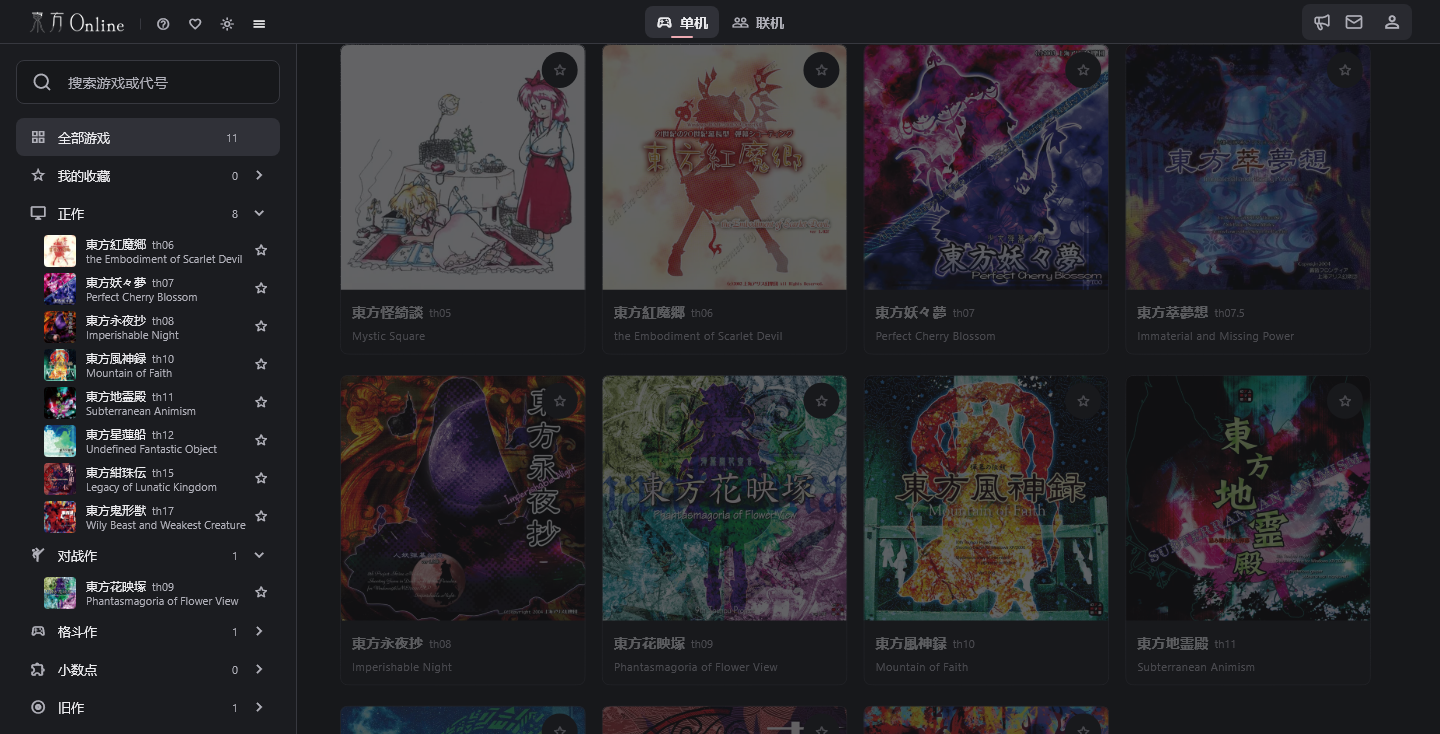 東方Online
单机
联机
搜索游戏或代号
全部游戏 11
我的收藏 0
正作 8
東方紅魔郷 th06
the Embodiment of Scarlet Devil
東方妖々夢 th07
Perfect Cherry Blossom
東方永夜抄 th08
Imperishable Night
東方風神録 th10
Mountain of Faith
東方地霊殿 th11
Subterranean Animism
東方星蓮船 th12
Undefined Fantastic Object
東方紺珠伝 th15
Legacy of Lunatic Kingdom
東方鬼形獣 th17
Wily Beast and Weakest Creature
对战作 1
東方花映塚 th09
Phantasmagoria of Flower View
格斗作 1
小数点 0
旧作 1
東方紅魔郷
東方妖々夢
Perfect Cherry Blossom
東方萃夢想
東方怪綺談 th05
Mystic Square
東方紅魔郷 th06
the Embodiment of Scarlet Devil
東方妖々夢 th07
Perfect Cherry Blossom
東方萃夢想 th07.5
Immaterial and Missing Power
東方永夜抄
東方花映塚
Phantasmagoria of Flower View
東方風神録
Mountain of Faith
東方地霊殿
SUBTERRANEAN ANIMISM
東方永夜抄 th08
Imperishable Night
東方花映塚 th09
Phantasmagoria of Flower View
東方風神録 th10
Mountain of Faith
東方地霊殿 th11
Subterranean Animism